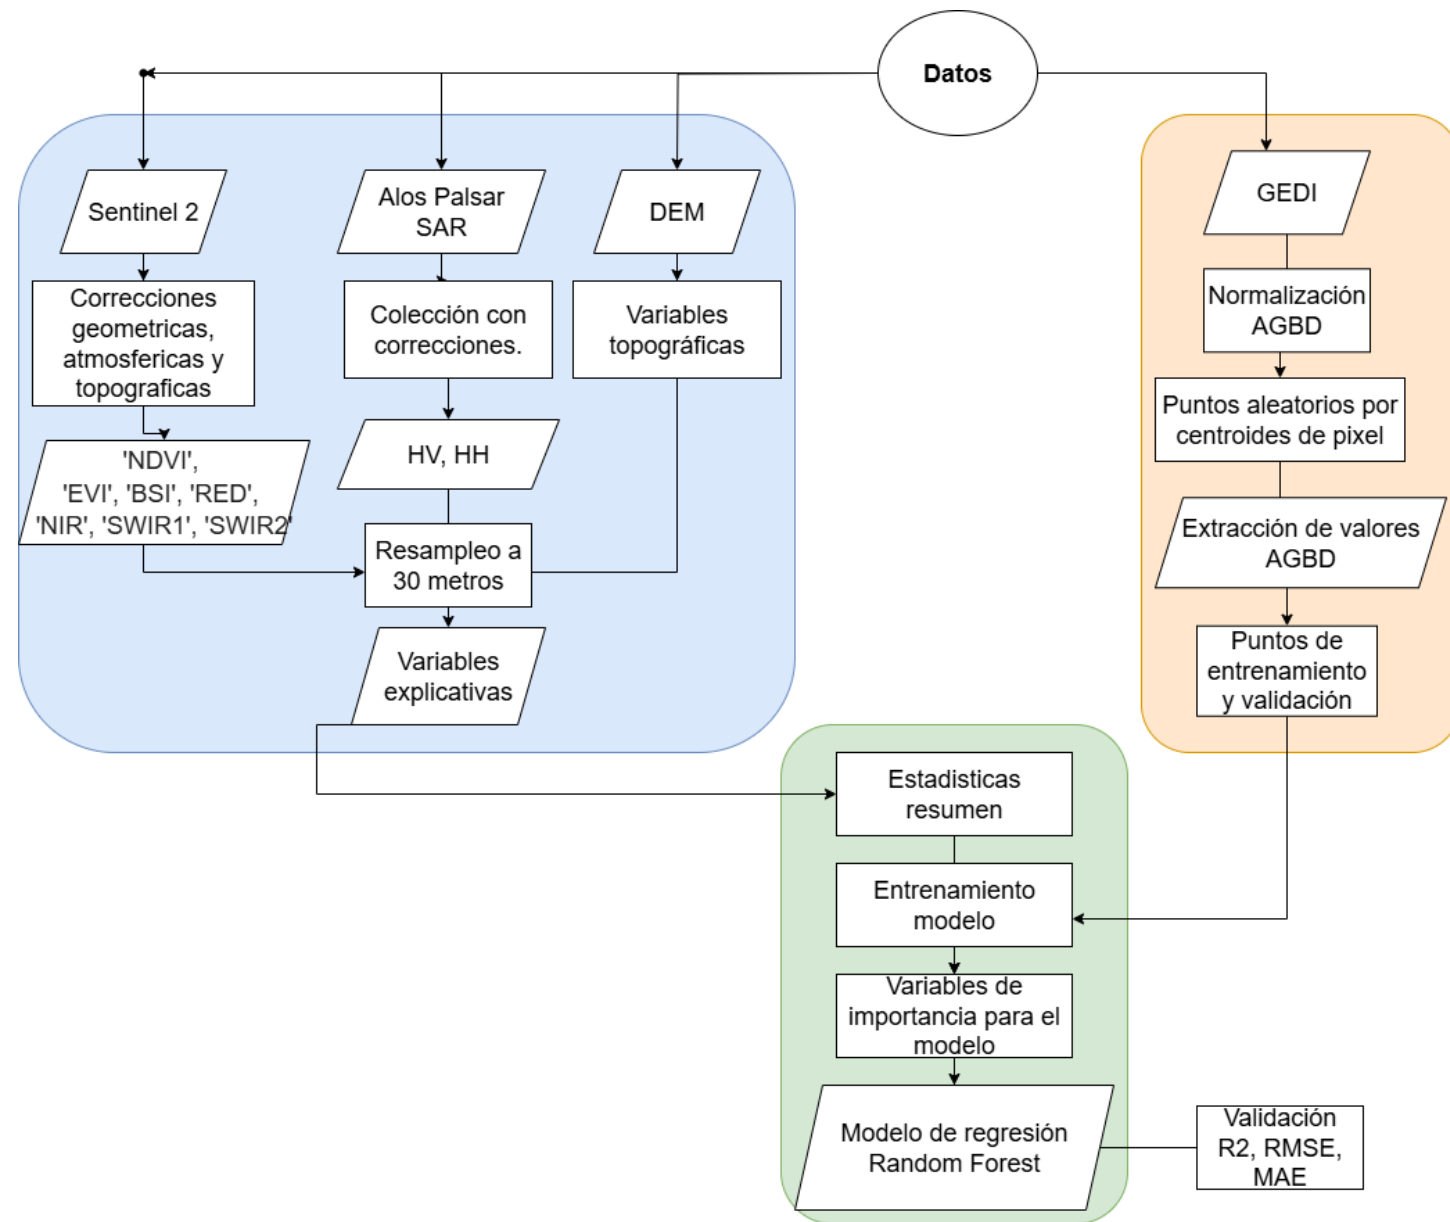 Datos
Sentinel 2
Alos Palsar
SAR
DEM
GEDI
Correcciones
geometricas,
atmosfericas y
topograficas
Colección con
correcciones.
Variables
topográficas
Normalización
AGBD
Puntos aleatorios por
centroides de pixel
'NDVI',
'EVI', 'BSI', 'RED',
'NIR', 'SWIR1', 'SWIR2'
HV, HH
Resampleo a
30 metros
Extracción de valores
AGBD
Variables
explicativas
Puntos de
entrenamiento
y validación
Estadisticas
resumen
Entrenamiento
modelo
Variables de
importancia para el
modelo
Modelo de regresión
Random Forest
Validación
R2, RMSE,
MAE